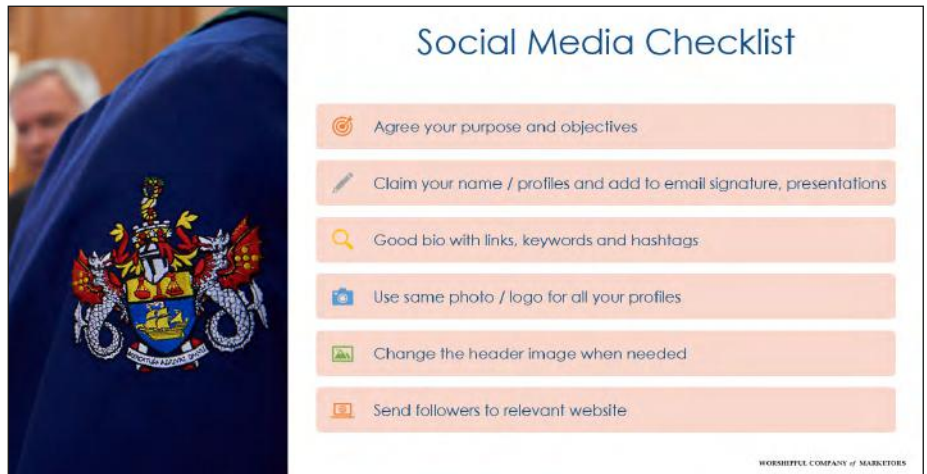 Social Media Checklist
Agree your purpose and objectives
Claim your name / profiles and add to email signature, presentations
Good bio with links, keywords and hashtags
Use same photo / logo for all your profiles
Change the header image when needed
Send followers to relevant website
WORSHIPFUL COMPANY of MARKETORS